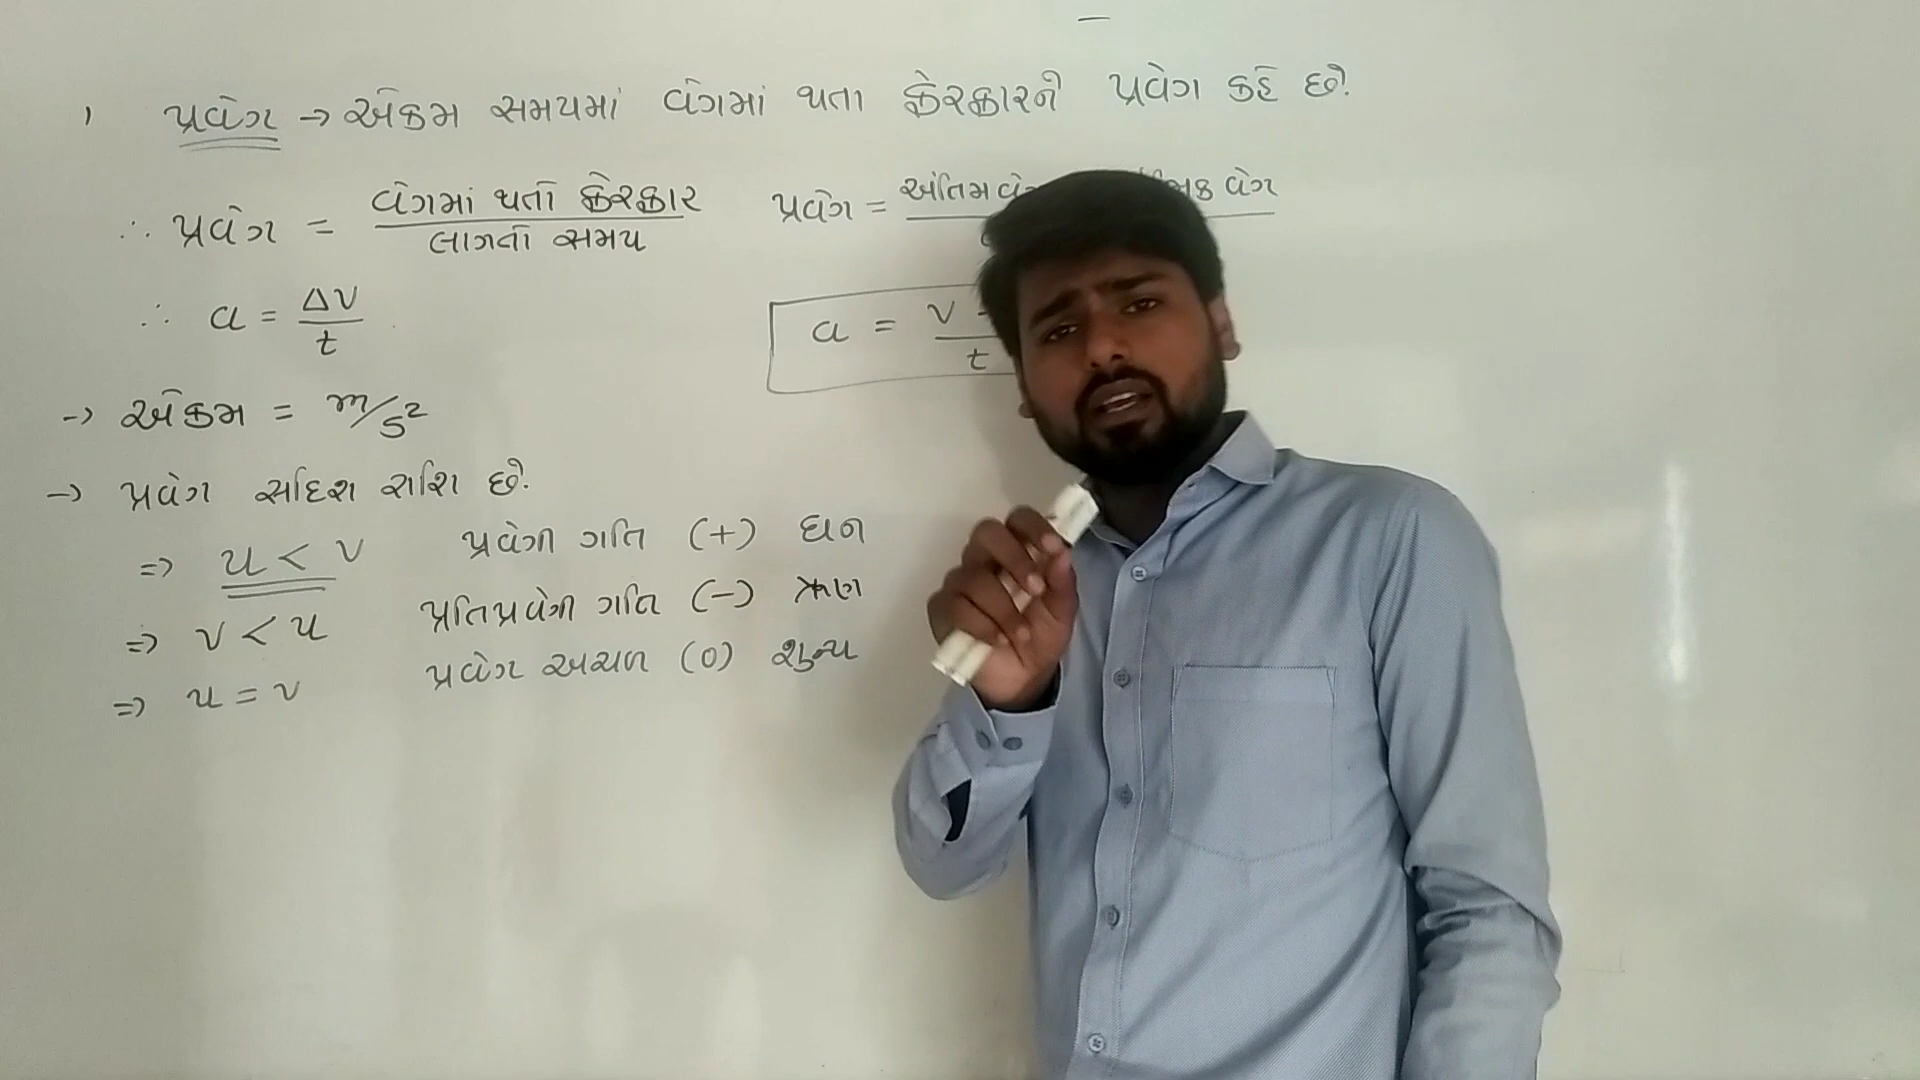 પ્રવેગ → એકમ સમયમાં વેગમાં થતા ફેરફારને પ્રવેગ કહે છે.
∴ પ્રવેગ = વેગમાં થતો ફેરફાર / લાગતો સમય
પ્રવેગ = અંતિમ વેગ
∴ a = Δv / t
a = v - / t
→ એકમ = m/s²
→ પ્રવેગ સદિશ રાશિ છે.
⇒ u < v પ્રવેગી ગતિ (+) ધન
⇒ v < u પ્રતિપ્રવેગી ગતિ (-) ઋણ
⇒ u = v પ્રવેગ અચળ (0) શૂન્ય